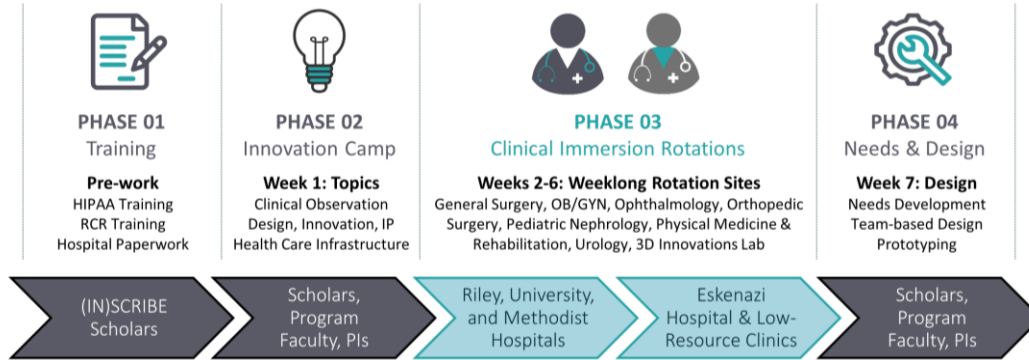 PHASE 01
Training
Pre-work
HIPAA Training
RCR Training
Hospital Paperwork
PHASE 02
Innovation Camp
Week 1: Topics
Clinical Observation
Design, Innovation, IP
Health Care Infrastructure
PHASE 03
Clinical Immersion Rotations
Weeks 2-6: Weeklong Rotation Sites
General Surgery, OB/GYN, Ophthalmology, Orthopedic
Surgery, Pediatric Nephrology, Physical Medicine &
Rehabilitation, Urology, 3D Innovations Lab
PHASE 04
Needs & Design
Week 7: Design
Needs Development
Team-based Design
Prototyping
(IN)SCRIBE
Scholars
Scholars,
Program
Faculty, PIs
Riley, University,
and Methodist
Hospitals
Eskenazi
Hospital & Low-
Resource Clinics
Scholars,
Program
Faculty, PIs